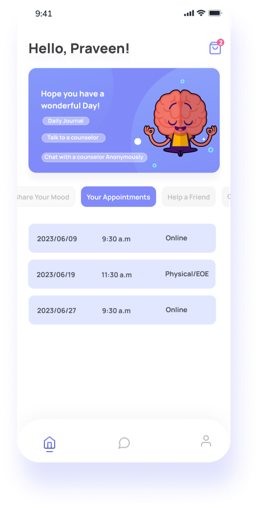 9:41
Hello, Praveen!
2
Hope you have a
wonderful Day!
Daily Journal
Talk to a counselor
Chat with a counselor Anonymously
Share Your Mood Your Appointments Help a Friend
2023/06/09 9:30 a.m Online
2023/06/19 11:30 a.m Physical/EOE
2023/06/27 9:30 a.m Online